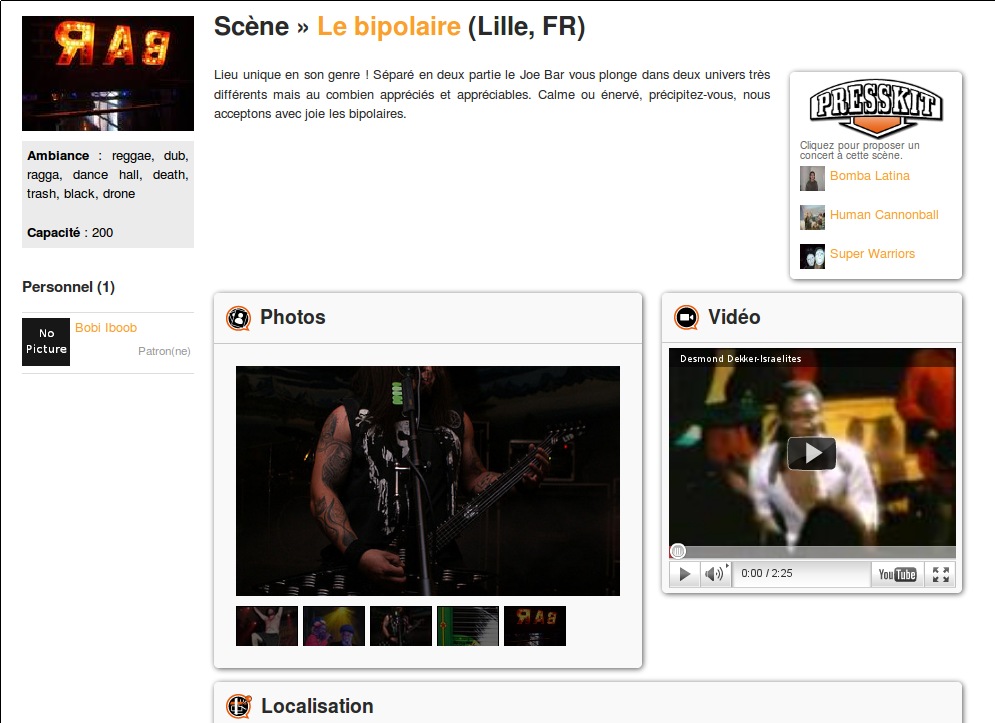 BAR
Scène » Le bipolaire (Lille, FR)
Lieu unique en son genre ! Séparé en deux partie le Joe Bar vous plonge dans deux univers très
différents mais au combien appréciés et appréciables. Calme ou énervé, précipitez-vous, nous
acceptons avec joie les bipolaires.
Ambiance : reggae, dub,
ragga, dance hall, death,
trash, black, drone
Capacité : 200
Personnel (1)
No
Picture
Bobi Iboob
Patron(ne)
PRESSKIT
Cliquez pour proposer un
concert à cette scène.
Bomba Latina
Human Cannonball
Super Warriors
Photos
BAR
Vidéo
Desmond Dekker-Israelites
0:00 / 2:25
YouTube
Localisation